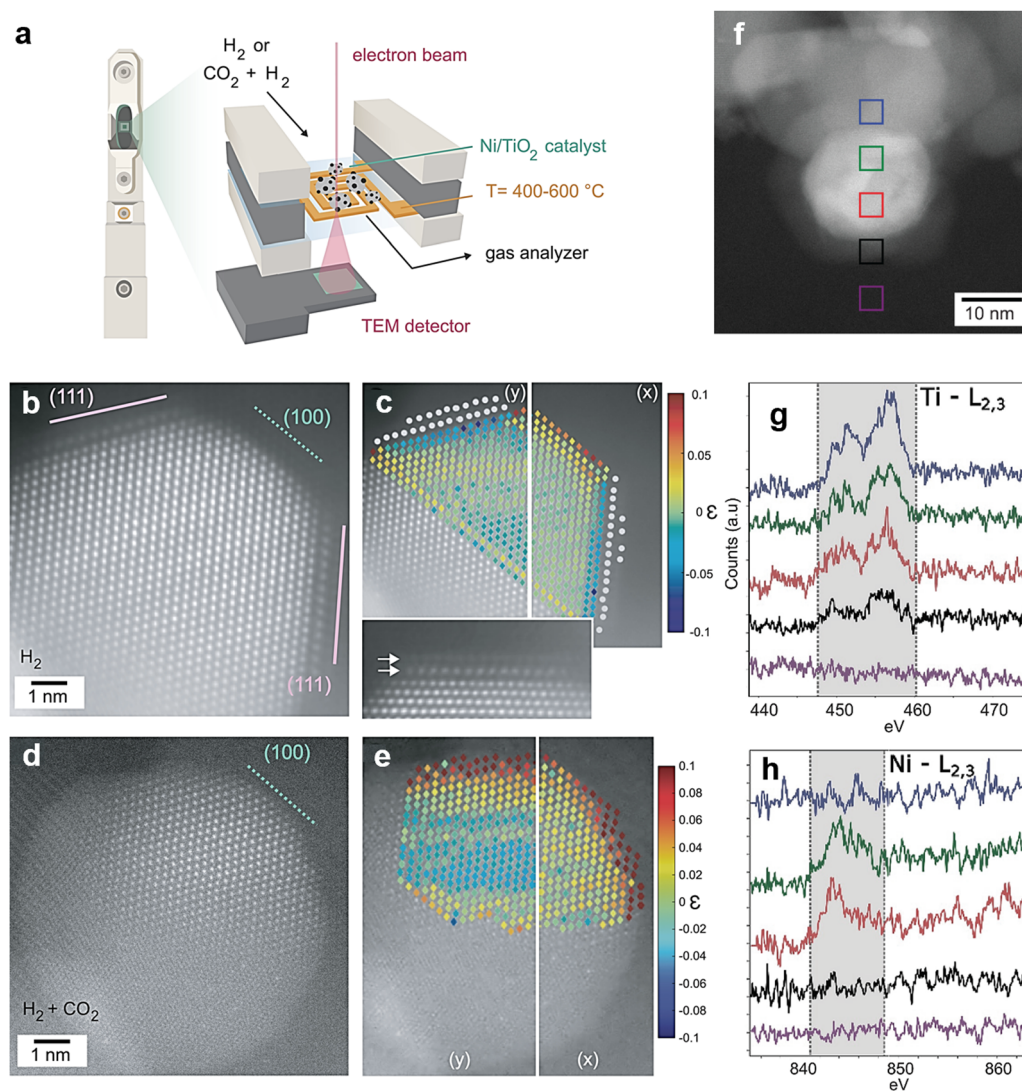 a
H₂ or
CO₂ + H₂
electron beam
Ni/TiO₂ catalyst
T= 400-600 °C
gas analyzer
TEM detector
f
10 nm
b
(111)
(100)
(111)
H₂
1 nm
c
(y)
(x)
0.1
0.05
0
-0.05
-0.1
ε
d
(100)
H₂ + CO₂
1 nm
e
(y)
(x)
0.1
0.08
0.06
0.04
0.02
0
-0.02
-0.04
-0.06
-0.08
-0.1
ε
g
Ti - L₂,₃
Counts (a.u)
440 450 460 470
eV
h
Ni - L₂,₃
840 850 860
eV